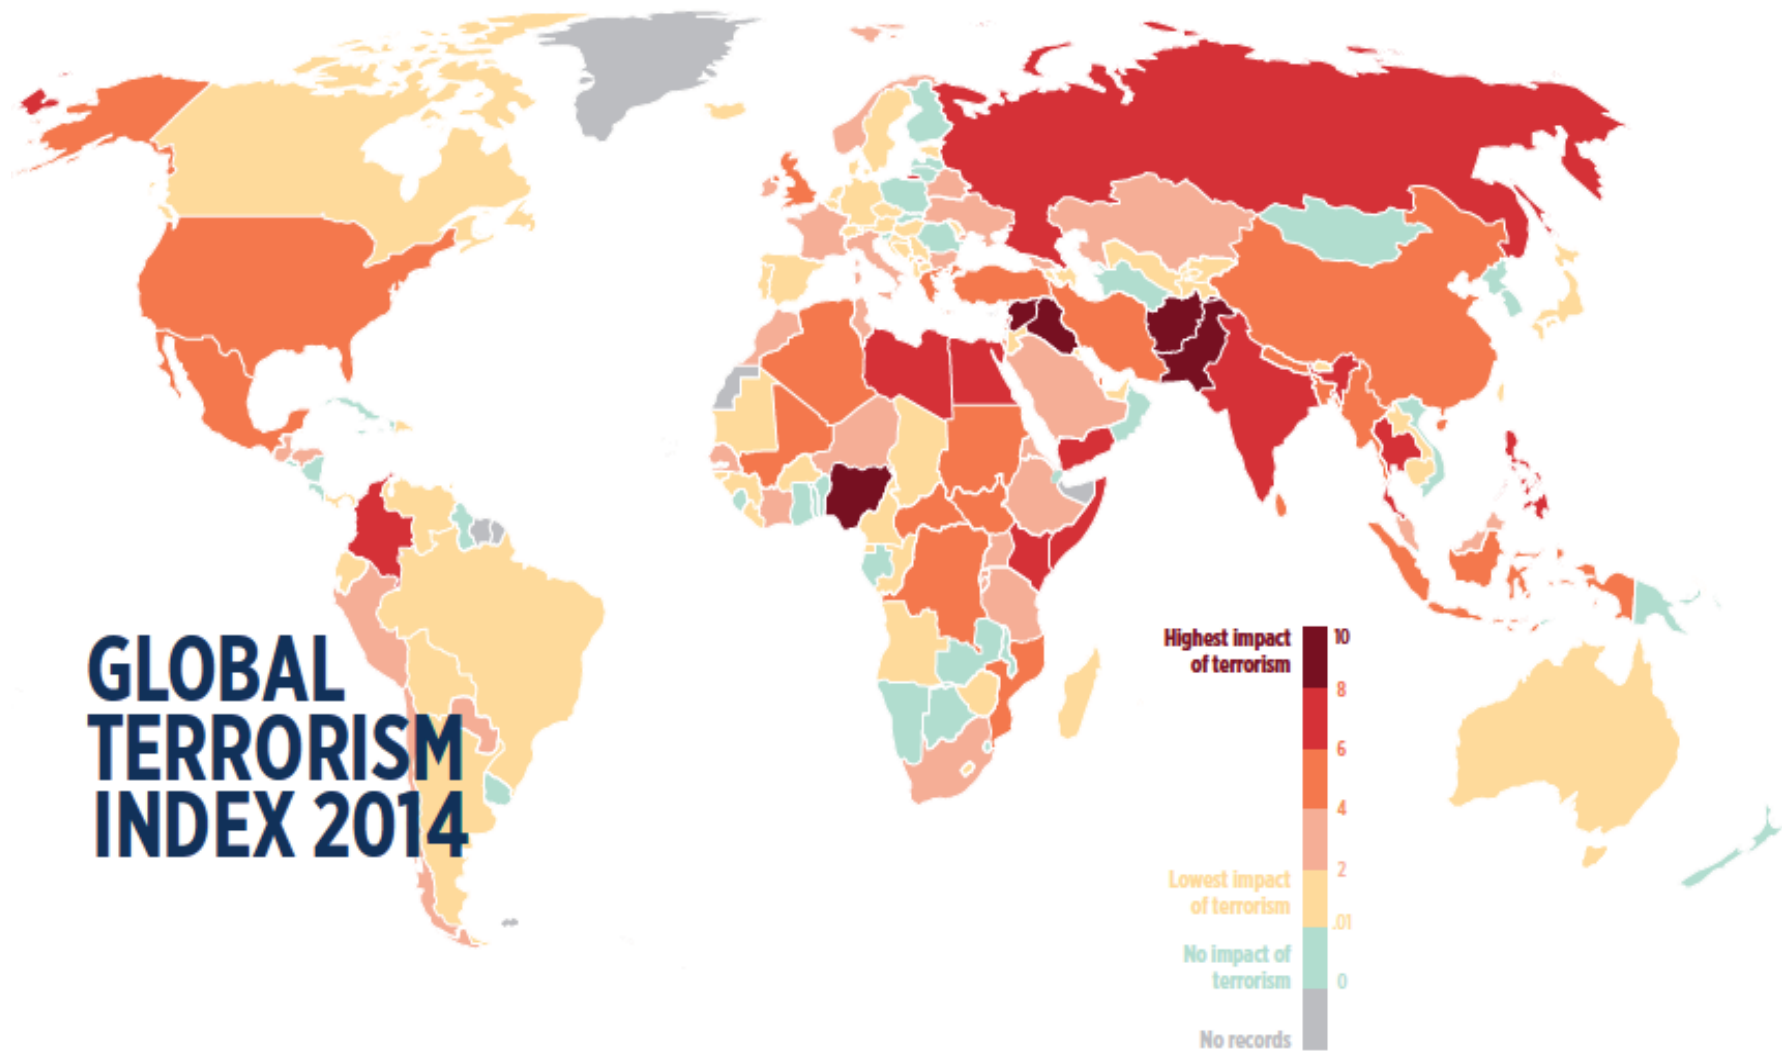 GLOBAL
TERRORISM
INDEX 2014
Highest impact
of terrorism
10
8
6
4
2
Lowest impact
of terrorism
.01
No impact of
terrorism
0
No records